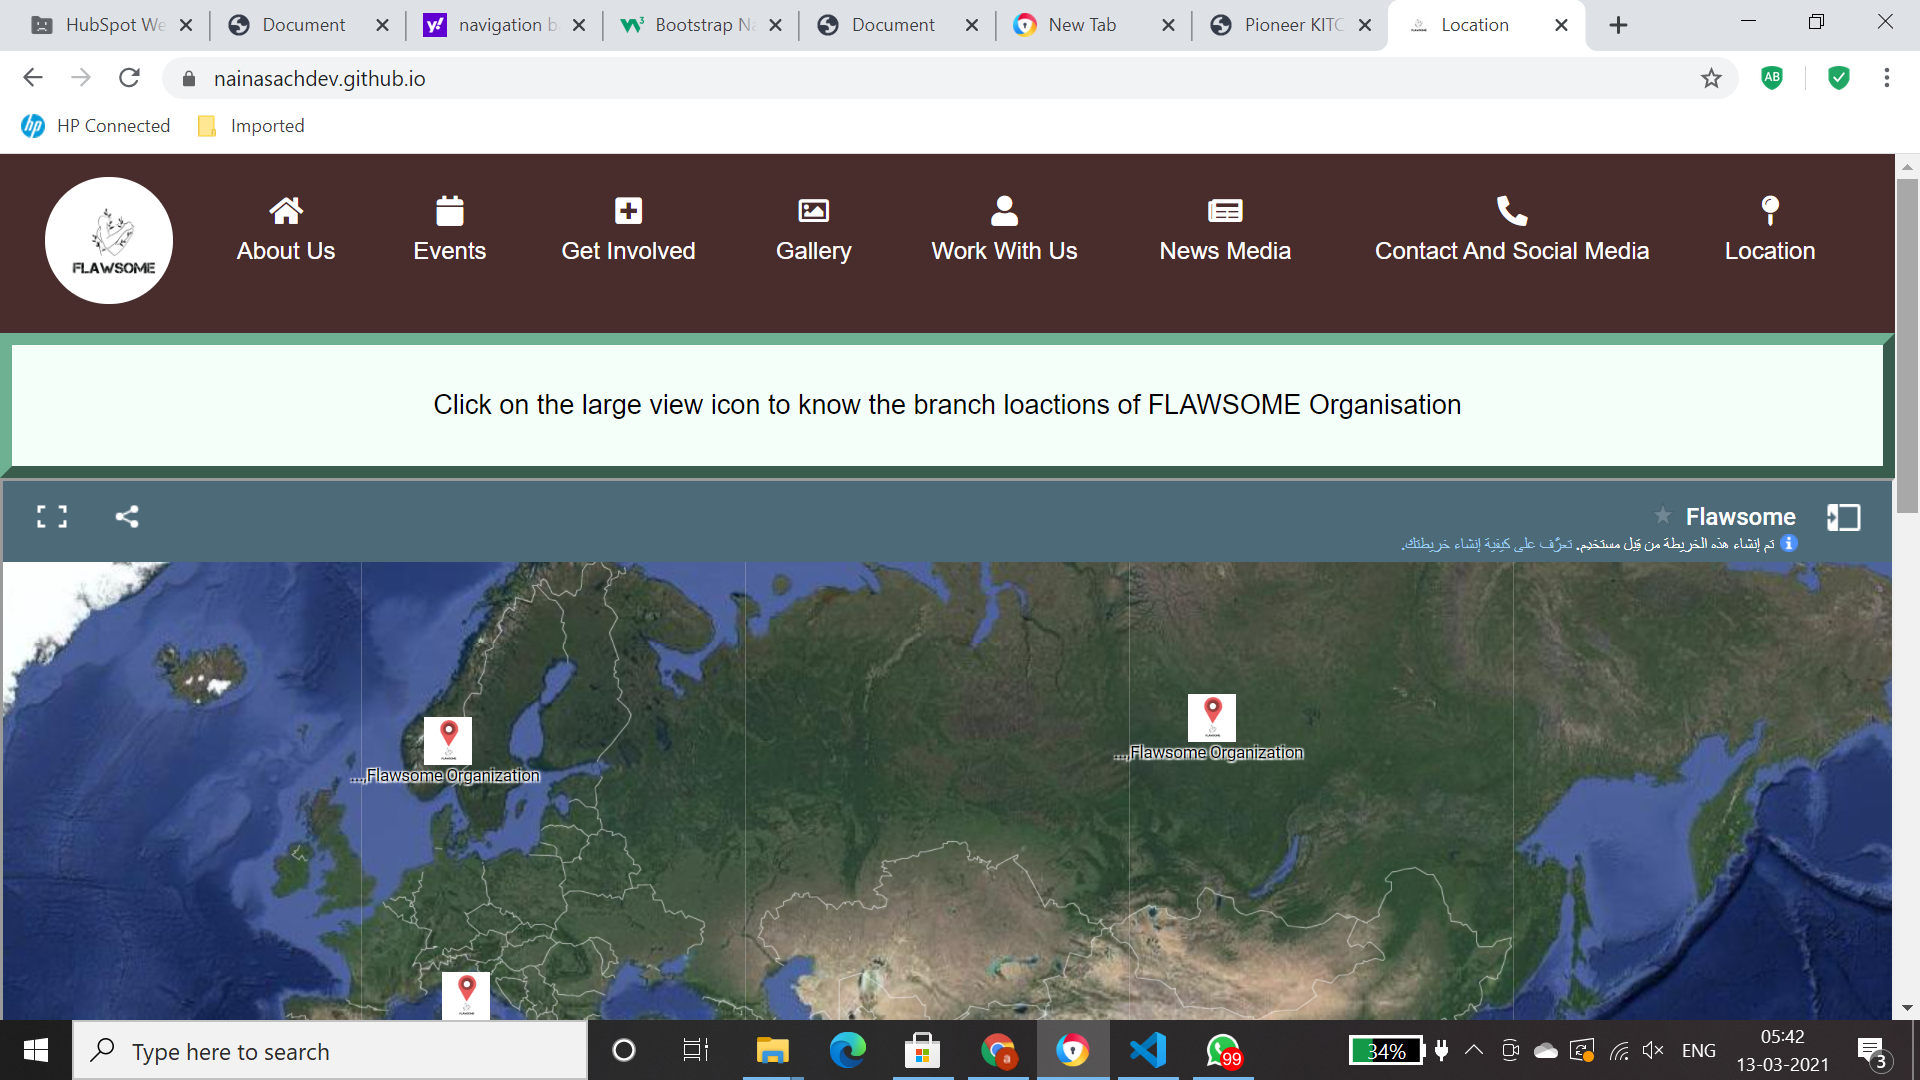 HubSpot We
Document
navigation b
Bootstrap Na
Document
New Tab
Pioneer KITC
Location
nainasachdev.github.io
AB
HP Connected
Imported
FLAWSOME
About Us
Events
Get Involved
Gallery
Work With Us
News Media
Contact And Social Media
Location
Click on the large view icon to know the branch loactions of FLAWSOME Organisation
Flawsome
تم إنشاء هذه الخريطة من قِبل مستخدِم. تعرَّف على كيفية إنشاء خريطتك.
...,Flawsome Organization
...,Flawsome Organization
Type here to search
99
34%
ENG
05:42
13-03-2021
3